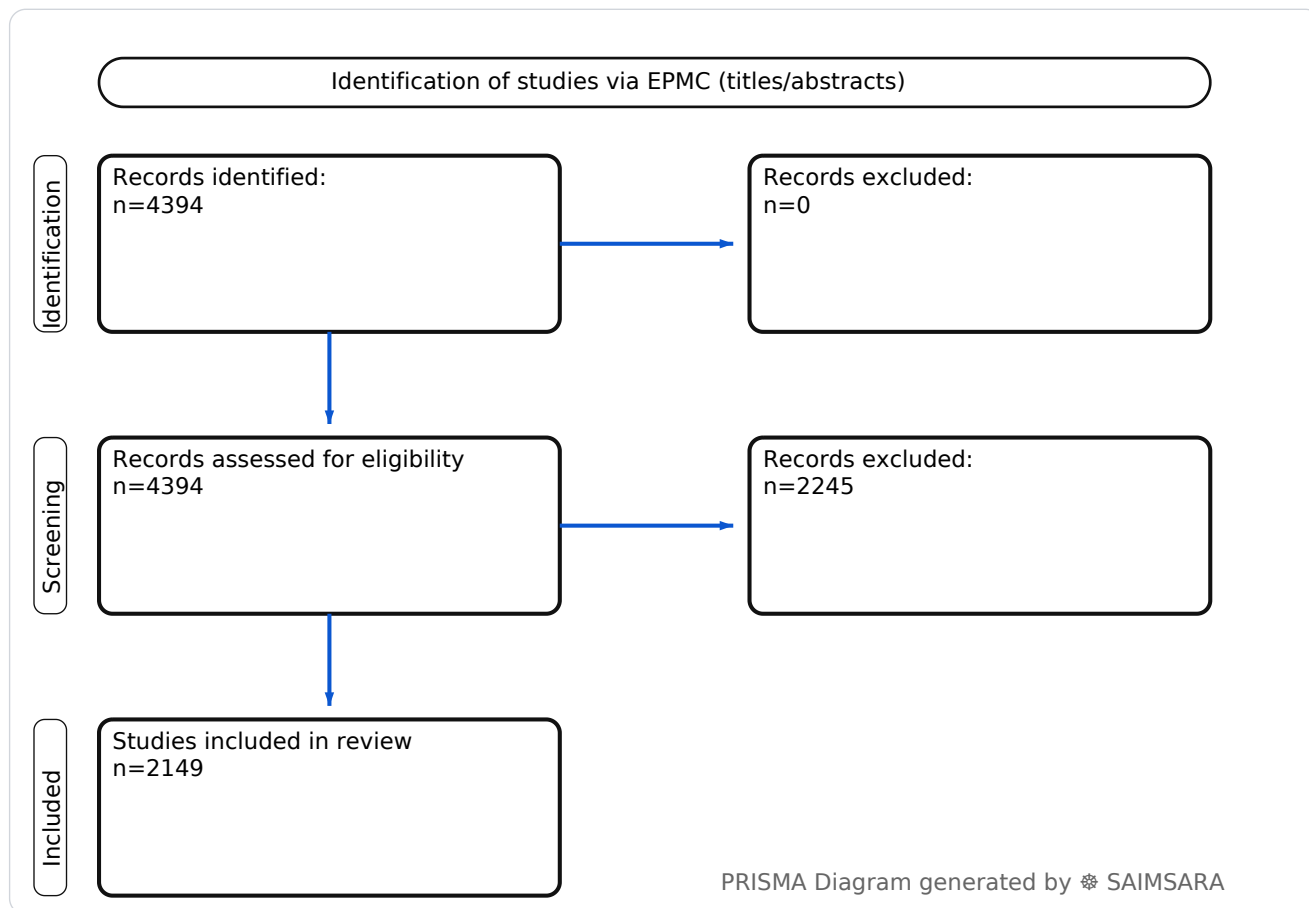 Identification of studies via EPMC (titles/abstracts)
Identification
Records identified:
n=4394
Records excluded:
n=0
Screening
Records assessed for eligibility
n=4394
Records excluded:
n=2245
Included
Studies included in review
n=2149
PRISMA Diagram generated by ☸ SAIMSARA